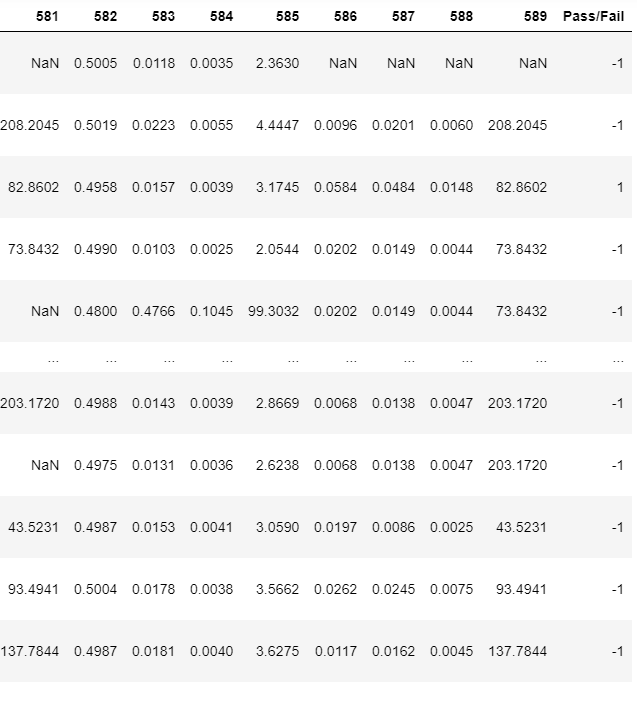 581 582 583 584 585 586 587 588 589 Pass/Fail
NaN 0.5005 0.0118 0.0035 2.3630 NaN NaN NaN NaN -1
208.2045 0.5019 0.0223 0.0055 4.4447 0.0096 0.0201 0.0060 208.2045 -1
82.8602 0.4958 0.0157 0.0039 3.1745 0.0584 0.0484 0.0148 82.8602 1
73.8432 0.4990 0.0103 0.0025 2.0544 0.0202 0.0149 0.0044 73.8432 -1
NaN 0.4800 0.4766 0.1045 99.3032 0.0202 0.0149 0.0044 73.8432 -1
... ... ... ... ... ... ... ... ... ...
203.1720 0.4988 0.0143 0.0039 2.8669 0.0068 0.0138 0.0047 203.1720 -1
NaN 0.4975 0.0131 0.0036 2.6238 0.0068 0.0138 0.0047 203.1720 -1
43.5231 0.4987 0.0153 0.0041 3.0590 0.0197 0.0086 0.0025 43.5231 -1
93.4941 0.5004 0.0178 0.0038 3.5662 0.0262 0.0245 0.0075 93.4941 -1
137.7844 0.4987 0.0181 0.0040 3.6275 0.0117 0.0162 0.0045 137.7844 -1